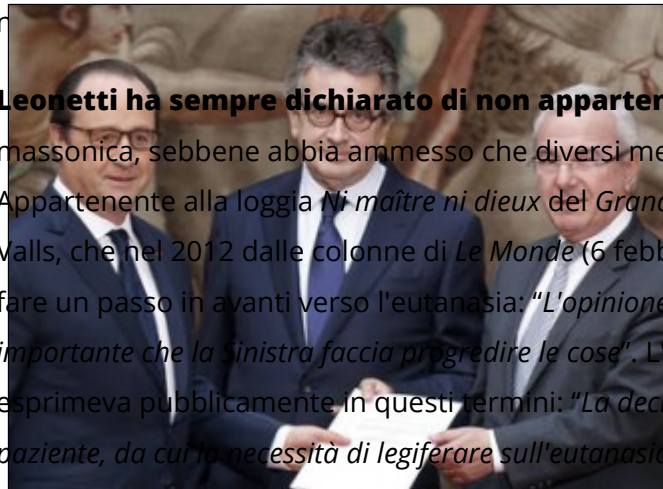 Leonetti ha sempre dichiarato di non apparten
massonica, sebbene abbia ammesso che diversi me
Appartenente alla loggia Ni maître ni dieux del Grand
Valls, che nel 2012 dalle colonne di Le Monde (6 febb
fare un passo in avanti verso l'eutanasia: “L'opinione
importante che la Sinistra faccia progredire le cose”. L'
esprimeva pubblicamente in questi termini: “La deci
paziente, da cui la necessità di legiferare sull'eutanasia